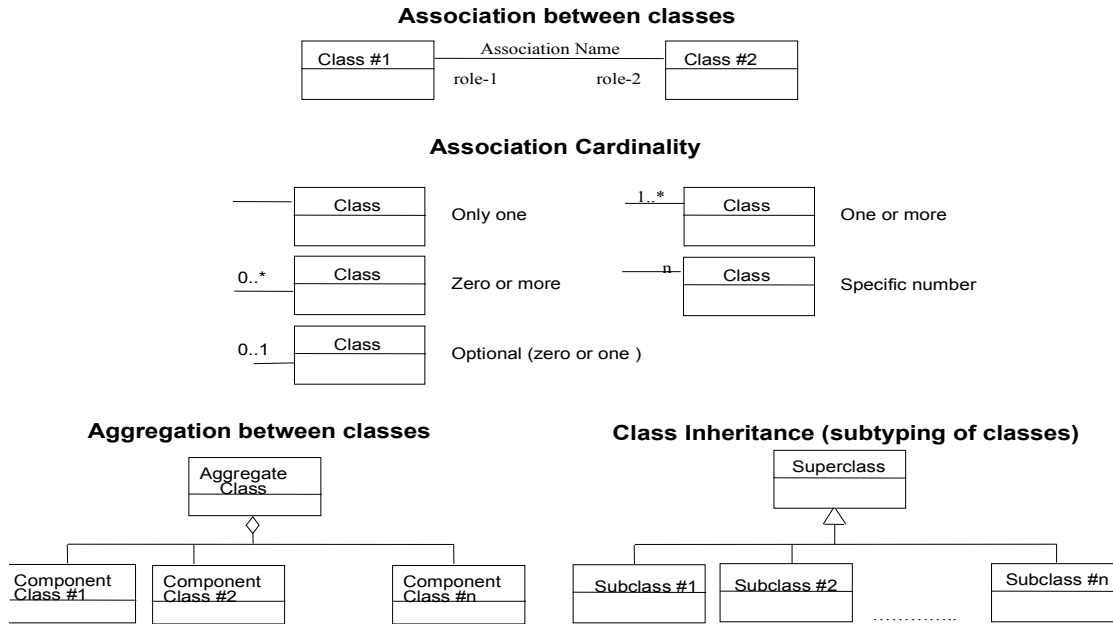 Association between classes
Class #1
Association Name
Class #2
role-1
role-2
Association Cardinality
Class
Only one
1..*
Class
One or more
0..*
Class
Zero or more
n
Class
Specific number
0..1
Class
Optional (zero or one )
Aggregation between classes
Class Inheritance (subtyping of classes)
Aggregate
Class
Superclass
Component
Class #1
Component
Class #2
Component
Class #n
Subclass #1
Subclass #2
…………..
Subclass #n